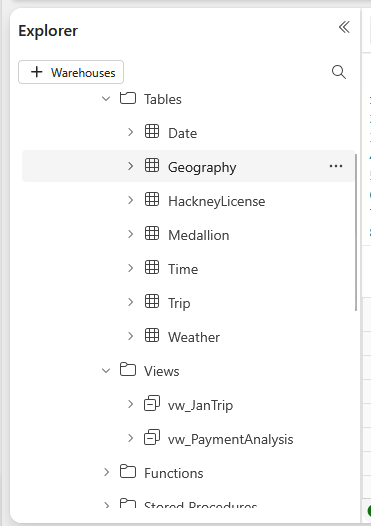 Explorer
+ Warehouses
Tables
Date
Geography
HackneyLicense
Medallion
Time
Trip
Weather
Views
vw_JanTrip
vw_PaymentAnalysis
Functions
Stored Procedures